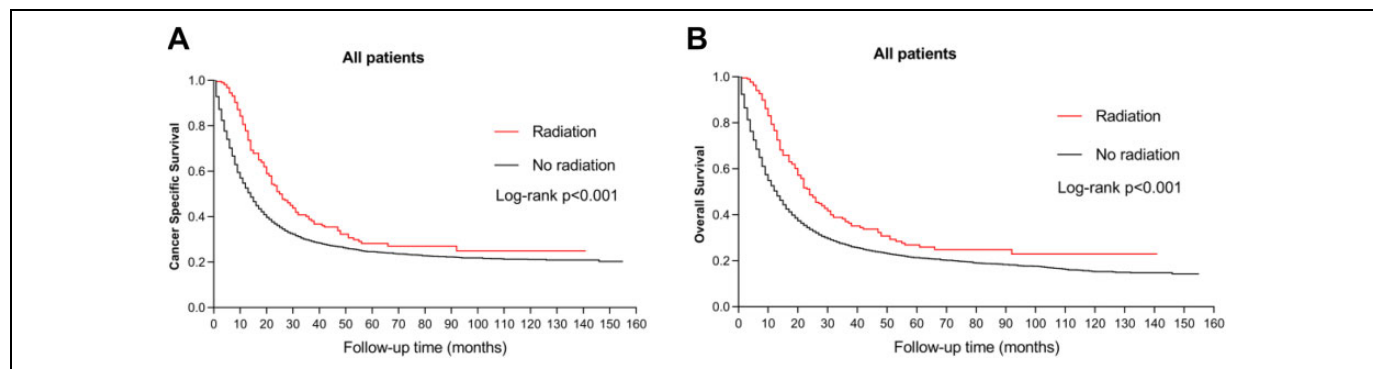 A
All patients
Cancer Specific Survival
1.0
0.8
0.6
0.4
0.2
0.0
0 10 20 30 40 50 60 70 80 90 100 110 120 130 140 150 160
Follow-up time (months)
Radiation
No radiation
Log-rank p<0.001
B
All patients
Overall Survival
1.0
0.8
0.6
0.4
0.2
0.0
0 10 20 30 40 50 60 70 80 90 100 110 120 130 140 150 160
Follow-up time (months)
Radiation
No radiation
Log-rank p<0.001